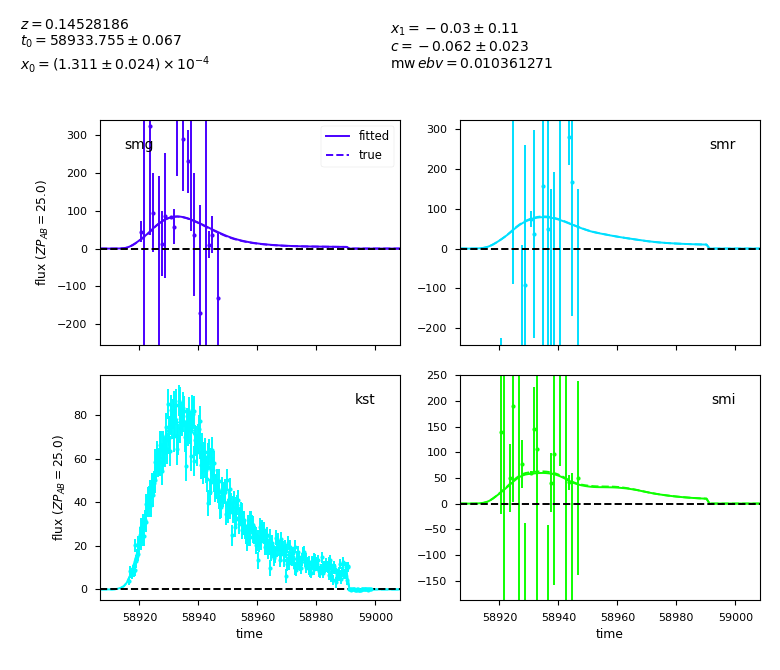 z = 0.14528186
t₀ = 58933.755 ± 0.067
x₀ = (1.311 ± 0.024) × 10⁻⁴
x₁ = −0.03 ± 0.11
c = −0.062 ± 0.023
mw ebv = 0.010361271
smg
fitted
true
300
200
100
0
−100
−200
flux (ZP_AB = 25.0)
smr
300
200
100
0
−100
−200
kst
80
60
40
20
0
flux (ZP_AB = 25.0)
58920 58940 58960 58980 59000
time
smi
250
200
150
100
50
0
−50
−100
−150
58920 58940 58960 58980 59000
time